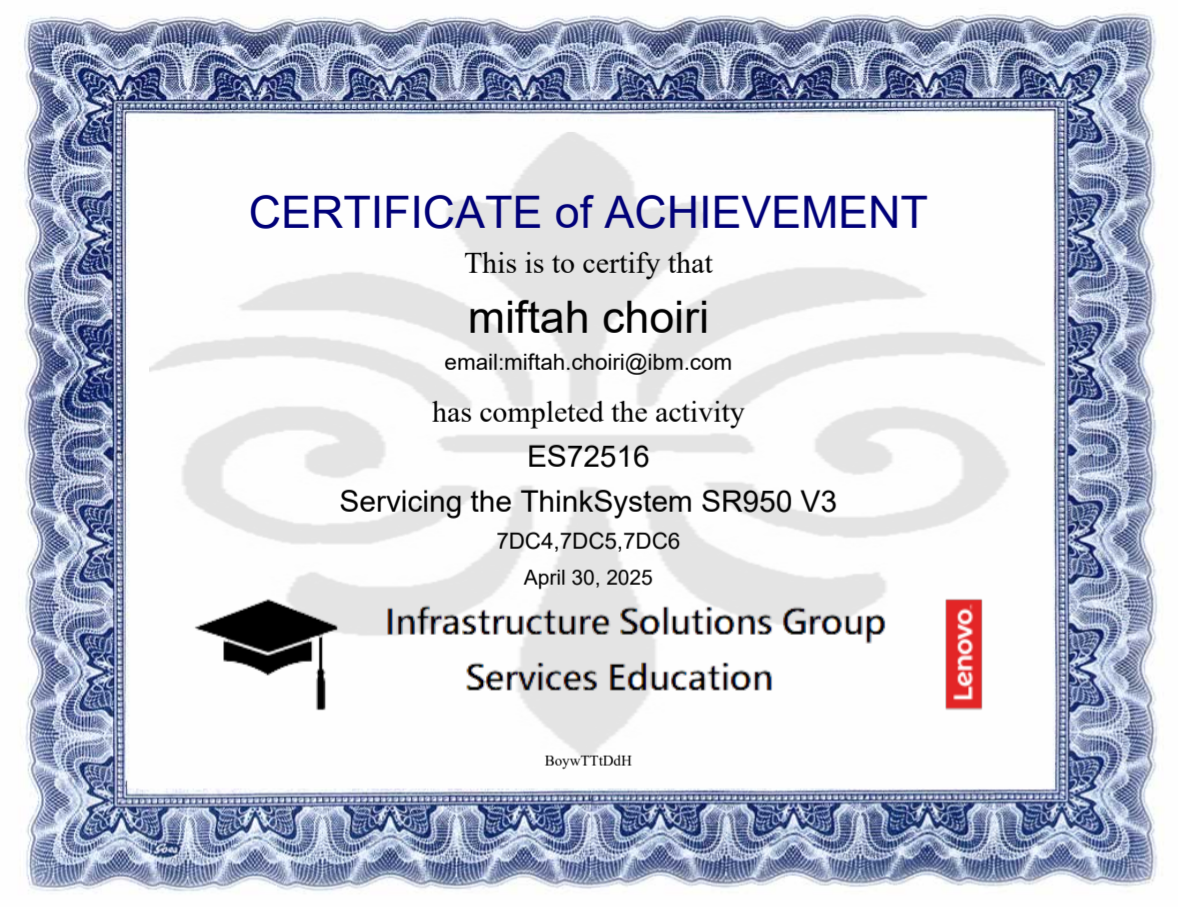 CERTIFICATE of ACHIEVEMENT
This is to certify that
miftah choiri
email:miftah.choiri@ibm.com
has completed the activity
ES72516
Servicing the ThinkSystem SR950 V3
7DC4,7DC5,7DC6
April 30, 2025
Infrastructure Solutions Group
Services Education
Lenovo
BoywTTtDdH